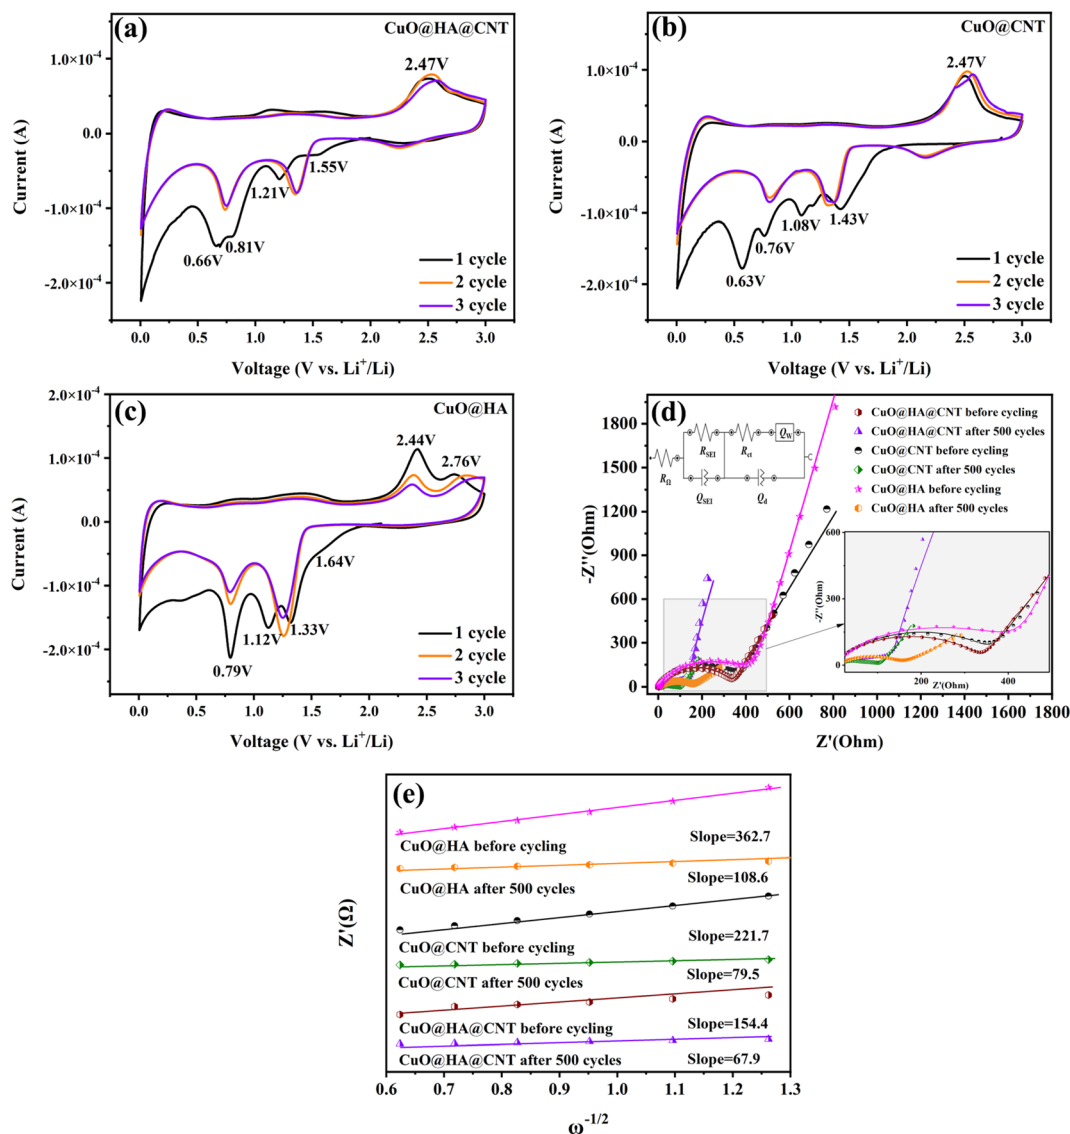 (a)
CuO@HA@CNT
1.0×10⁻⁴
0.0
-1.0×10⁻⁴
-2.0×10⁻⁴
Current (A)
2.47V
1.55V
1.21V
0.81V
0.66V
1 cycle
2 cycle
3 cycle
0.0 0.5 1.0 1.5 2.0 2.5 3.0
Voltage (V vs. Li⁺/Li)
(b)
CuO@CNT
1.0×10⁻⁴
0.0
-1.0×10⁻⁴
-2.0×10⁻⁴
Current (A)
2.47V
1.43V
1.08V
0.76V
0.63V
1 cycle
2 cycle
3 cycle
0.0 0.5 1.0 1.5 2.0 2.5 3.0
Voltage (V vs. Li⁺/Li)
(c)
CuO@HA
2.0×10⁻⁴
1.0×10⁻⁴
0.0
-1.0×10⁻⁴
-2.0×10⁻⁴
Current (A)
2.44V
2.76V
1.64V
1.33V
1.12V
0.79V
1 cycle
2 cycle
3 cycle
0.0 0.5 1.0 1.5 2.0 2.5 3.0
Voltage (V vs. Li⁺/Li)
(d)
1800
1500
1200
900
600
300
0
-Z''(Ohm)
R_Ω
R_SEI
R_ct
Q_W
Q_SEI
Q_d
CuO@HA@CNT before cycling
CuO@HA@CNT after 500 cycles
CuO@CNT before cycling
CuO@CNT after 500 cycles
CuO@HA before cycling
CuO@HA after 500 cycles
600
300
0
-Z''(Ohm)
200 400
Z'(Ohm)
0 200 400 600 800 1000 1200 1400 1600 1800
Z'(Ohm)
(e)
Z'(Ω)
CuO@HA before cycling
Slope=362.7
CuO@HA after 500 cycles
Slope=108.6
CuO@CNT before cycling
Slope=221.7
CuO@CNT after 500 cycles
Slope=79.5
CuO@HA@CNT before cycling
Slope=154.4
CuO@HA@CNT after 500 cycles
Slope=67.9
0.6 0.7 0.8 0.9 1.0 1.1 1.2 1.3
ω⁻¹/²